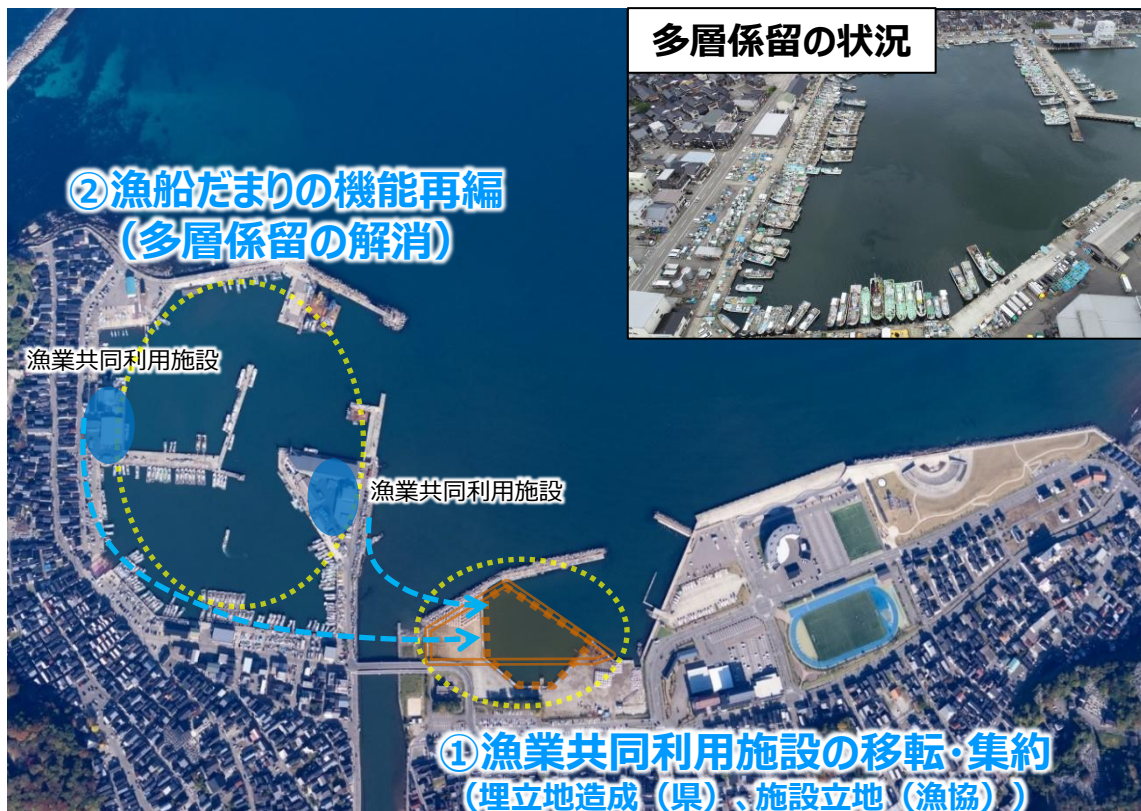 多層係留の状況
②漁船だまりの機能再編
（多層係留の解消）
漁業共同利用施設
漁業共同利用施設
①漁業共同利用施設の移転・集約
（埋立地造成（県）、施設立地（漁協））